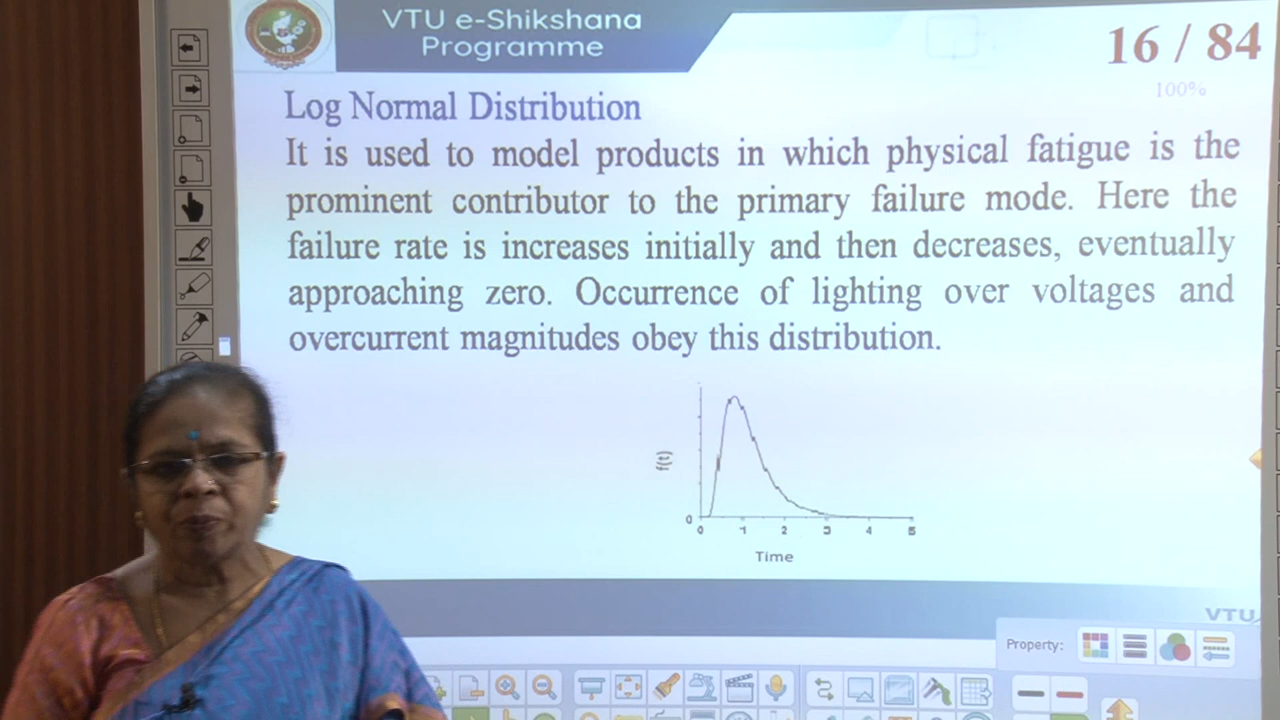 VTU e-Shikshana
Programme
16 / 84
100%
Log Normal Distribution
It is used to model products in which physical fatigue is the
prominent contributor to the primary failure mode. Here the
failure rate is increases initially and then decreases, eventually
approaching zero. Occurrence of lighting over voltages and
overcurrent magnitudes obey this distribution.
f(t)
0
0 1 2 3 4 5
Time
VTU
Property: